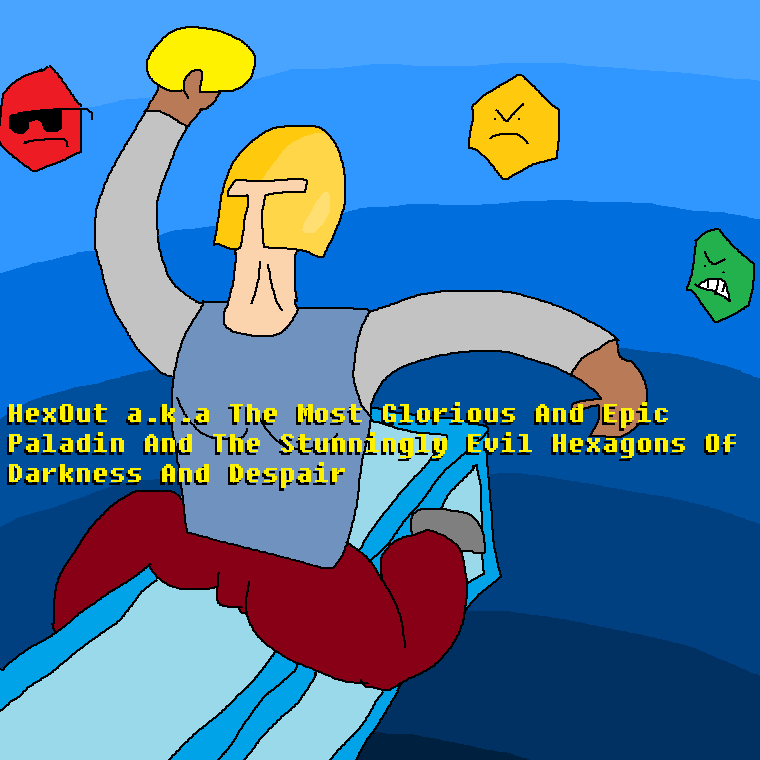 HexOut a.k.a The Most Glorious And Epic
Paladin And The Stunningly Evil Hexagons Of
Darkness And Despair